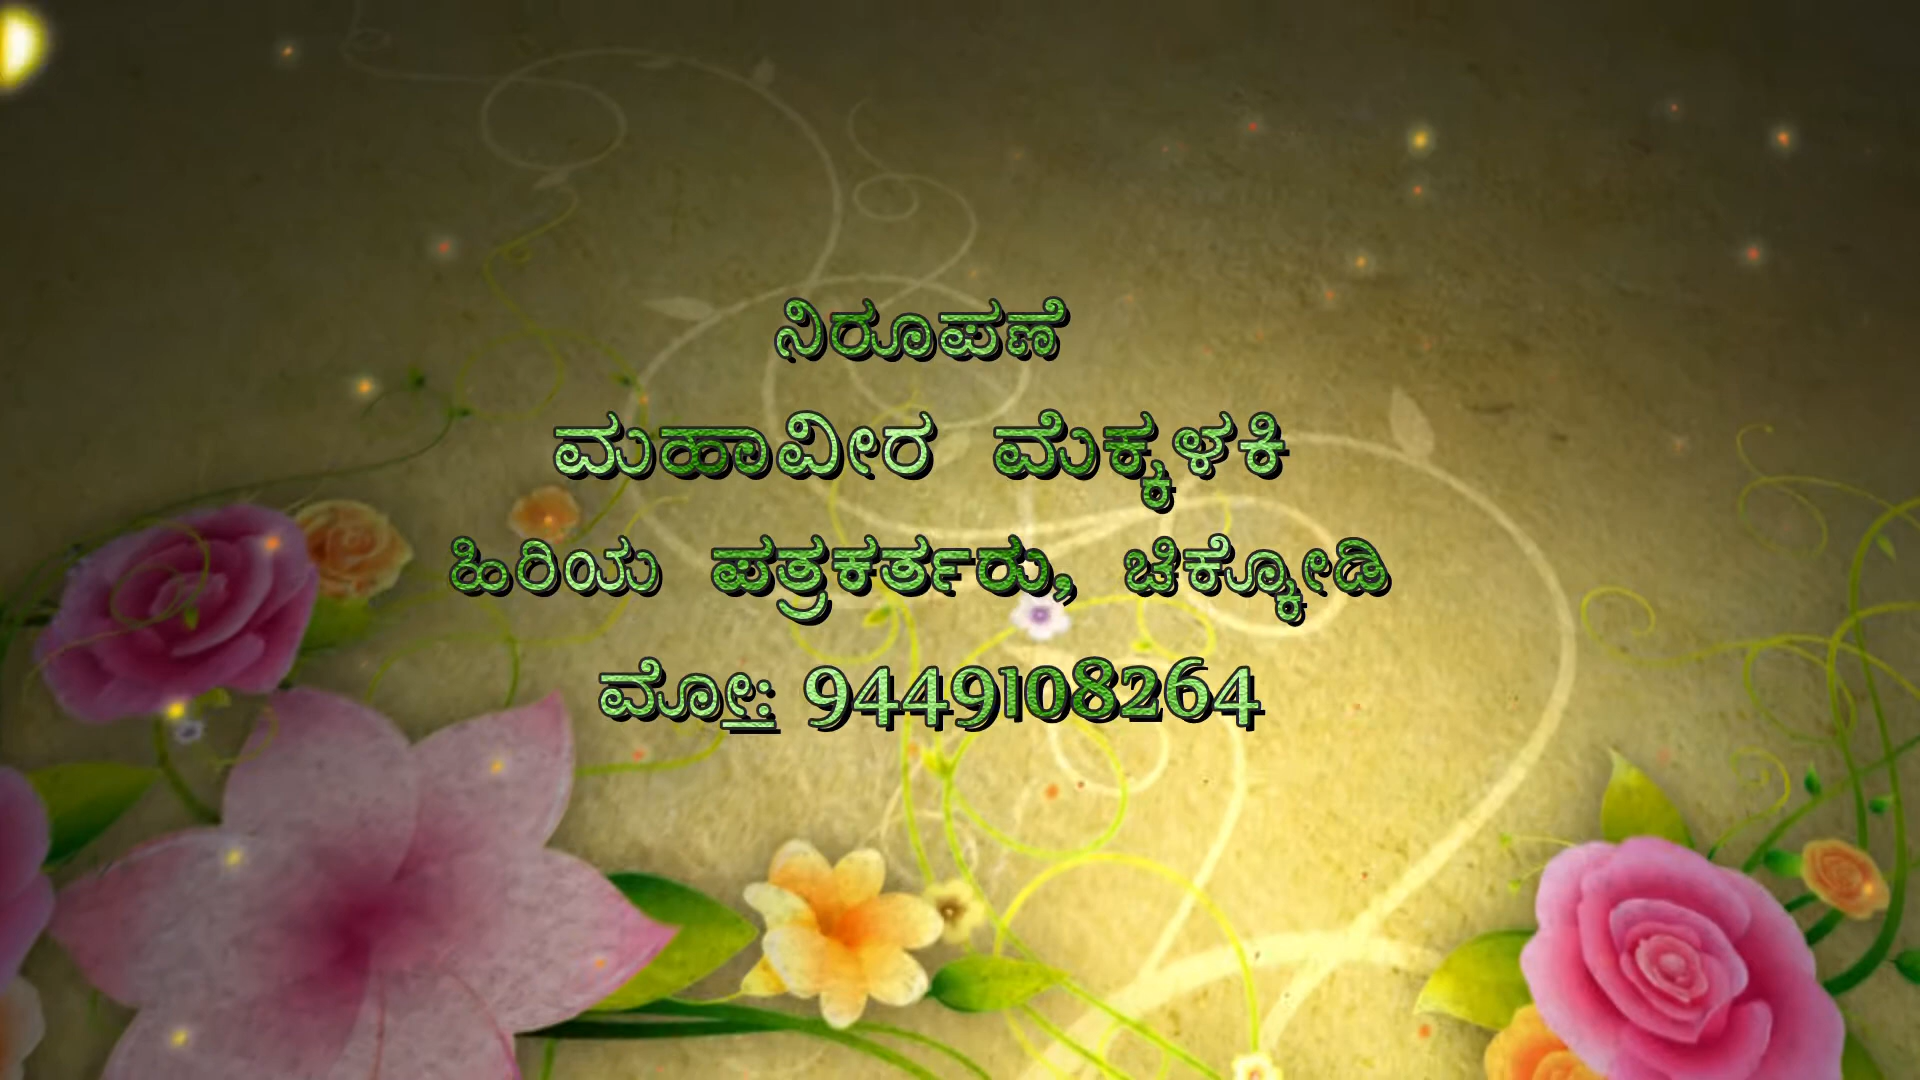 ನಿರೂಪಣೆ
ಮಹಾವೀರ ಮೆಕ್ಕಳಕಿ
ಹಿರಿಯ ಪತ್ರಕರ್ತರು, ಚಿಕ್ಕೋಡಿ
ಮೋ: 9449108264